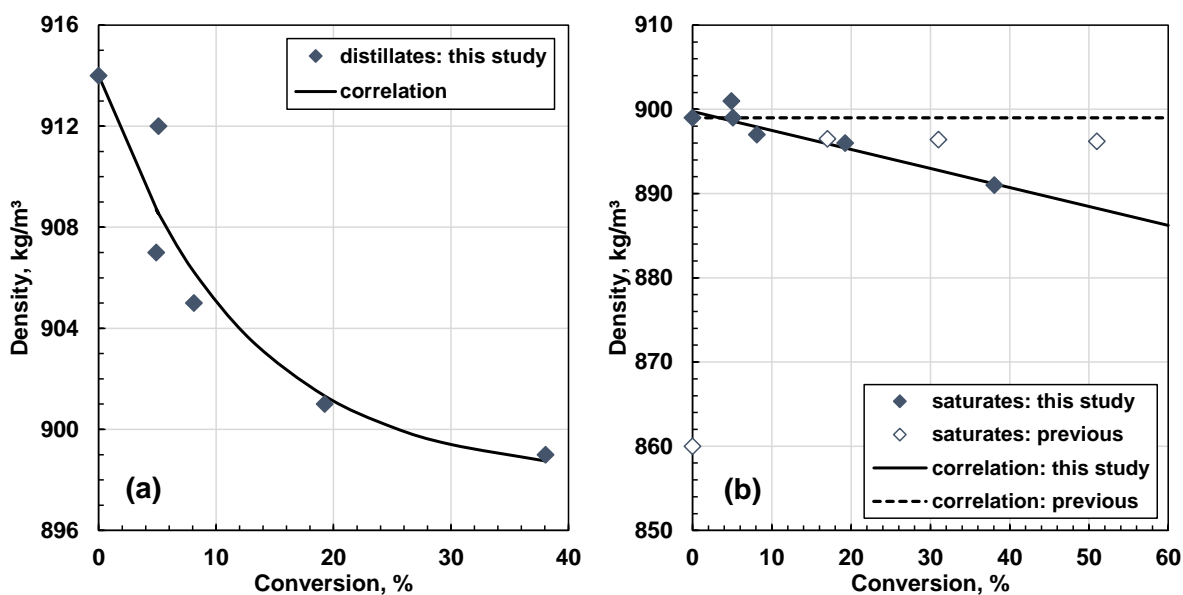 916
912
908
904
900
896
Density, kg/m³
0
10
20
30
40
Conversion, %
distillates: this study
correlation
(a)
910
900
890
880
870
860
850
Density, kg/m³
0
10
20
30
40
50
60
Conversion, %
saturates: this study
saturates: previous
correlation: this study
correlation: previous
(b)